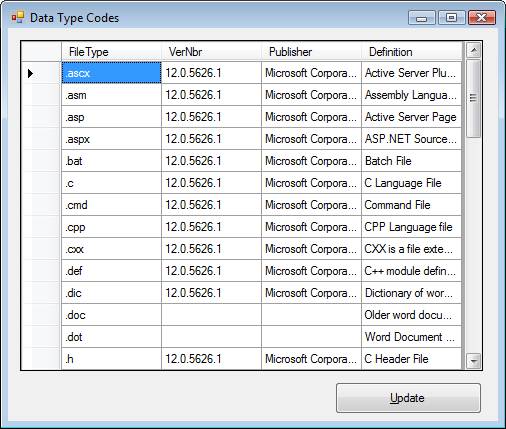 Data Type Codes
FileType VerNbr Publisher Definition
.ascx 12.0.5626.1 Microsoft Corpora... Active Server Plu...
.asm 12.0.5626.1 Microsoft Corpora... Assembly Langua...
.asp 12.0.5626.1 Microsoft Corpora... Active Server Page
.aspx 12.0.5626.1 Microsoft Corpora... ASP.NET Source...
.bat 12.0.5626.1 Microsoft Corpora... Batch File
.c 12.0.5626.1 Microsoft Corpora... C Language File
.cmd 12.0.5626.1 Microsoft Corpora... Command File
.cpp 12.0.5626.1 Microsoft Corpora... CPP Language file
.cxx 12.0.5626.1 Microsoft Corpora... CXX is a file exte...
.def 12.0.5626.1 Microsoft Corpora... C++ module defin...
.dic 12.0.5626.1 Microsoft Corpora... Dictionary of wor...
.doc Older word docu...
.dot Word Document ...
.h 12.0.5626.1 Microsoft Corpora... C Header File
Update